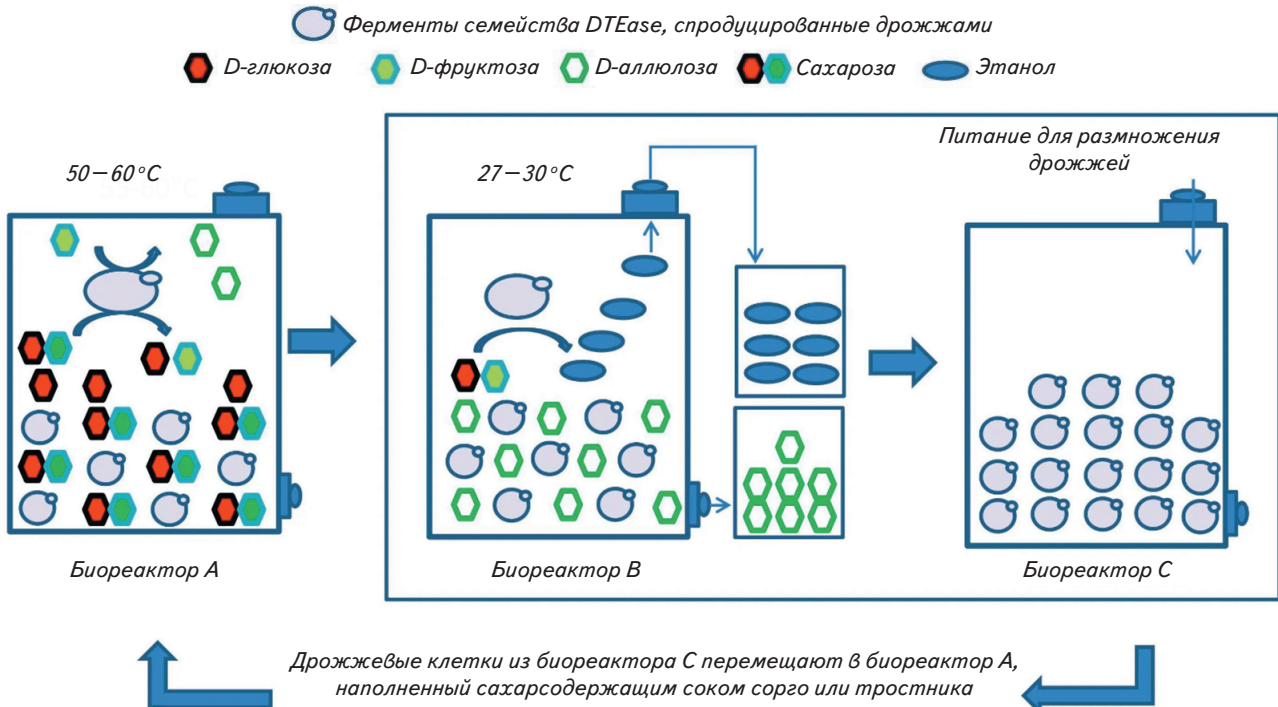 Ферменты семейства DTEase, спродуцированные дрожжами
D-глюкоза D-фруктоза D-аллюлоза Сахароза Этанол
50–60°C
27–30°C
Питание для размножения
дрожжей
Биореактор A
Биореактор B
Биореактор C
Дрожжевые клетки из биореактора C перемещают в биореактор A,
наполненный сахарсодержащим соком сорго или тростника